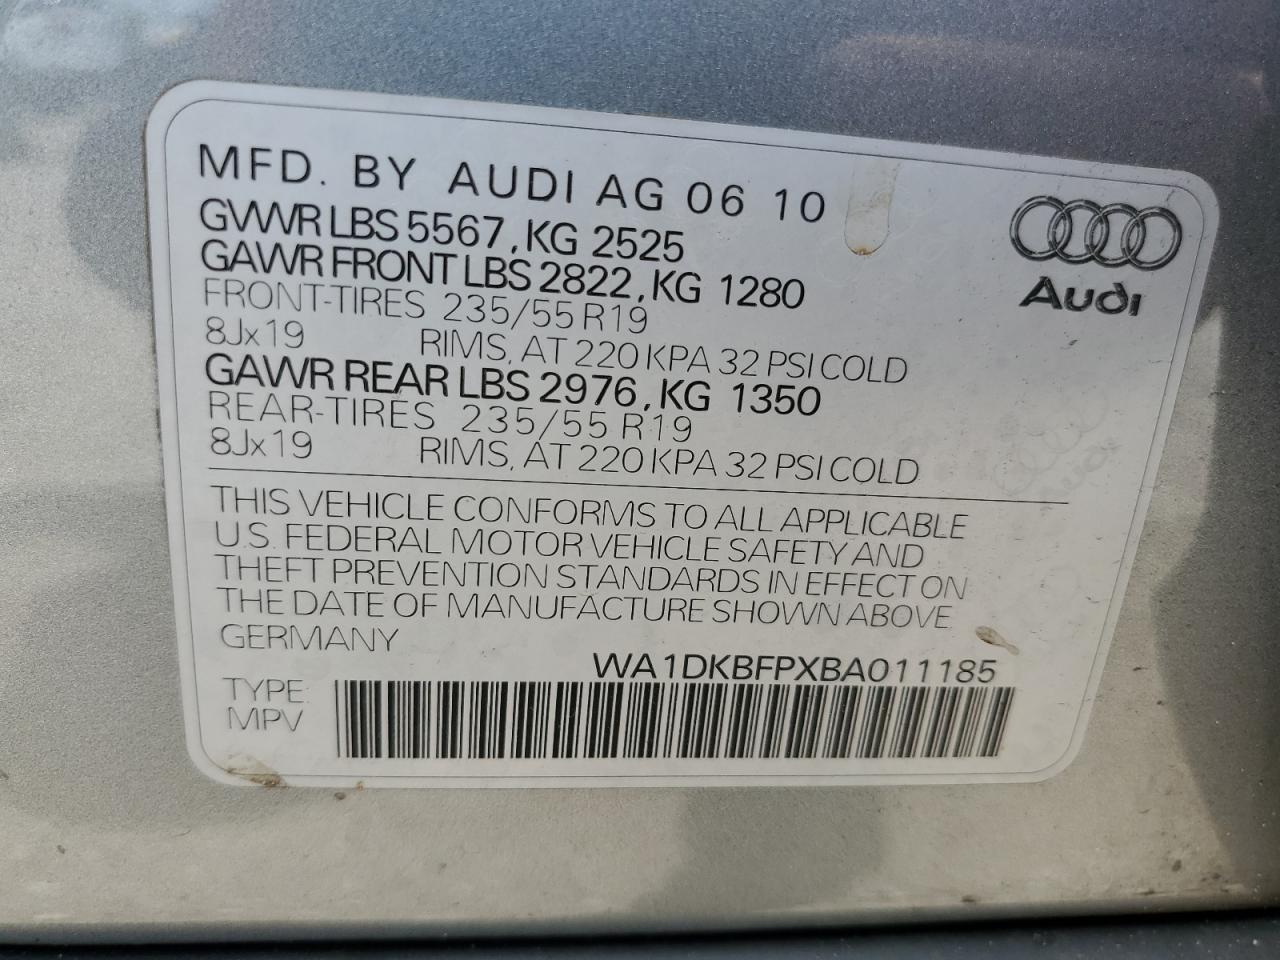 MFD. BY AUDI AG 06 10
GVWR LBS 5567, KG 2525
GAWR FRONT LBS 2822, KG 1280
FRONT-TIRES 235/55 R19
8Jx19 RIMS, AT 220 KPA 32 PSI COLD
GAWR REAR LBS 2976, KG 1350
REAR-TIRES 235/55 R19
8Jx19 RIMS, AT 220 KPA 32 PSI COLD
Audi
THIS VEHICLE CONFORMS TO ALL APPLICABLE
U.S. FEDERAL MOTOR VEHICLE SAFETY AND
THEFT PREVENTION STANDARDS IN EFFECT ON
THE DATE OF MANUFACTURE SHOWN ABOVE
GERMANY
WA1DKBFPXBA011185
TYPE:
MPV